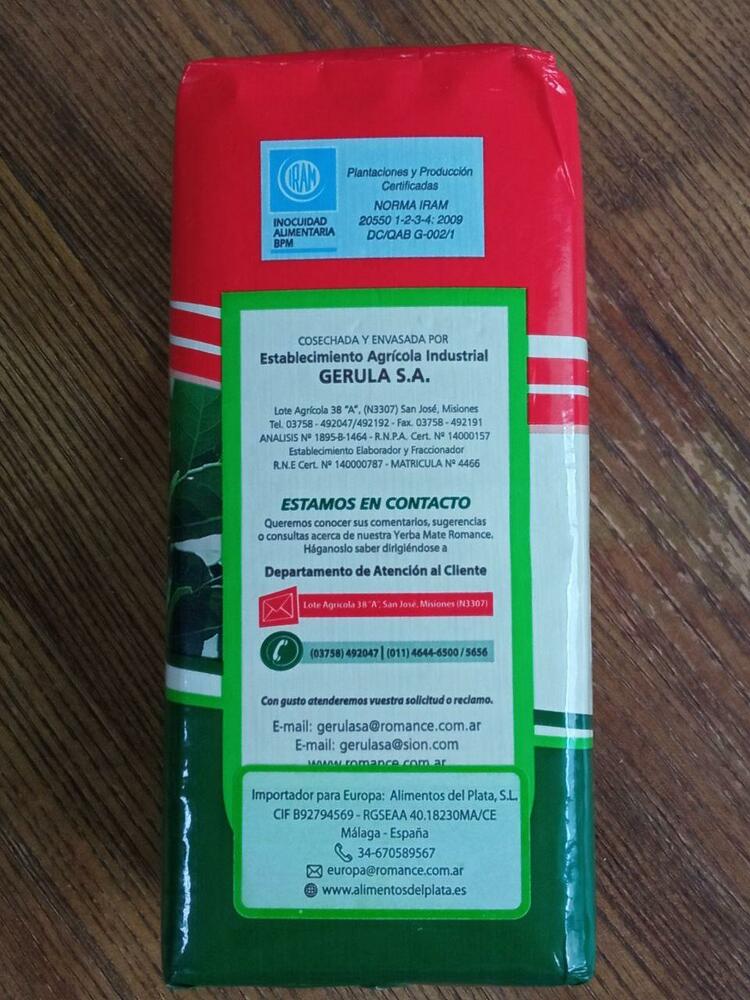 IRAM
INOCUIDAD
ALIMENTARIA
BPM
Plantaciones y Producción
Certificadas
NORMA IRAM
20550 1-2-3-4: 2009
DC/QAB G-002/1
COSECHADA Y ENVASADA POR
Establecimiento Agrícola Industrial
GERULA S.A.
Lote Agrícola 38 "A", (N3307) San José, Misiones
Tel. 03758 - 492047/492192 - Fax. 03758 - 492191
ANALISIS Nº 1895-B-1464 - R.N.P.A. Cert. Nº 14000157
Establecimiento Elaborador y Fraccionador
R.N.E Cert. Nº 140000787 - MATRICULA Nº 4466
ESTAMOS EN CONTACTO
Queremos conocer sus comentarios, sugerencias
o consultas acerca de nuestra Yerba Mate Romance.
Háganoslo saber dirigiéndose a
Departamento de Atención al Cliente
Lote Agrícola 38 "A", San José, Misiones (N3307)
(03758) 492047 | (011) 4644-6500 / 5656
Con gusto atenderemos vuestra solicitud o reclamo.
E-mail: gerulasa@romance.com.ar
E-mail: gerulasa@sion.com
www.romance.com.ar
Importador para Europa: Alimentos del Plata, S.L.
CIF B92794569 - RGSEAA 40.18230MA/CE
Málaga - España
34-670589567
europa@romance.com.ar
www.alimentosdelplata.es